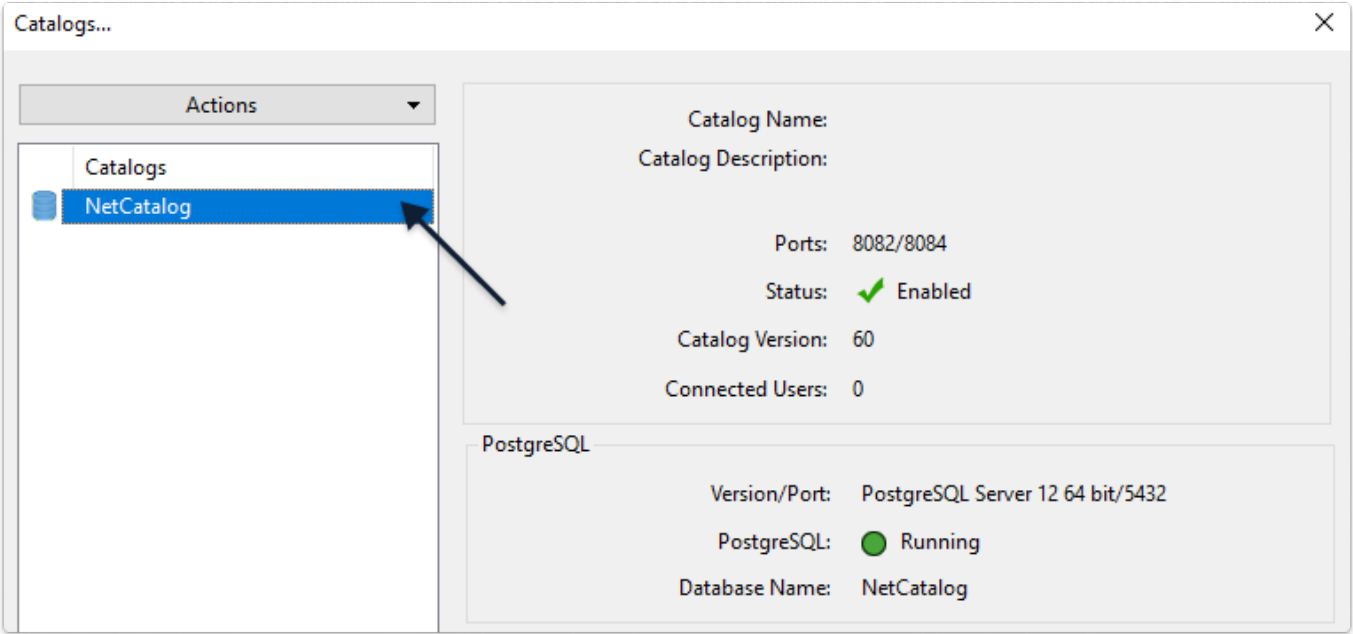 Catalogs...
Actions
Catalogs
NetCatalog
Catalog Name:
Catalog Description:
Ports: 8082/8084
Status: Enabled
Catalog Version: 60
Connected Users: 0
PostgreSQL
Version/Port: PostgreSQL Server 12 64 bit/5432
PostgreSQL: Running
Database Name: NetCatalog